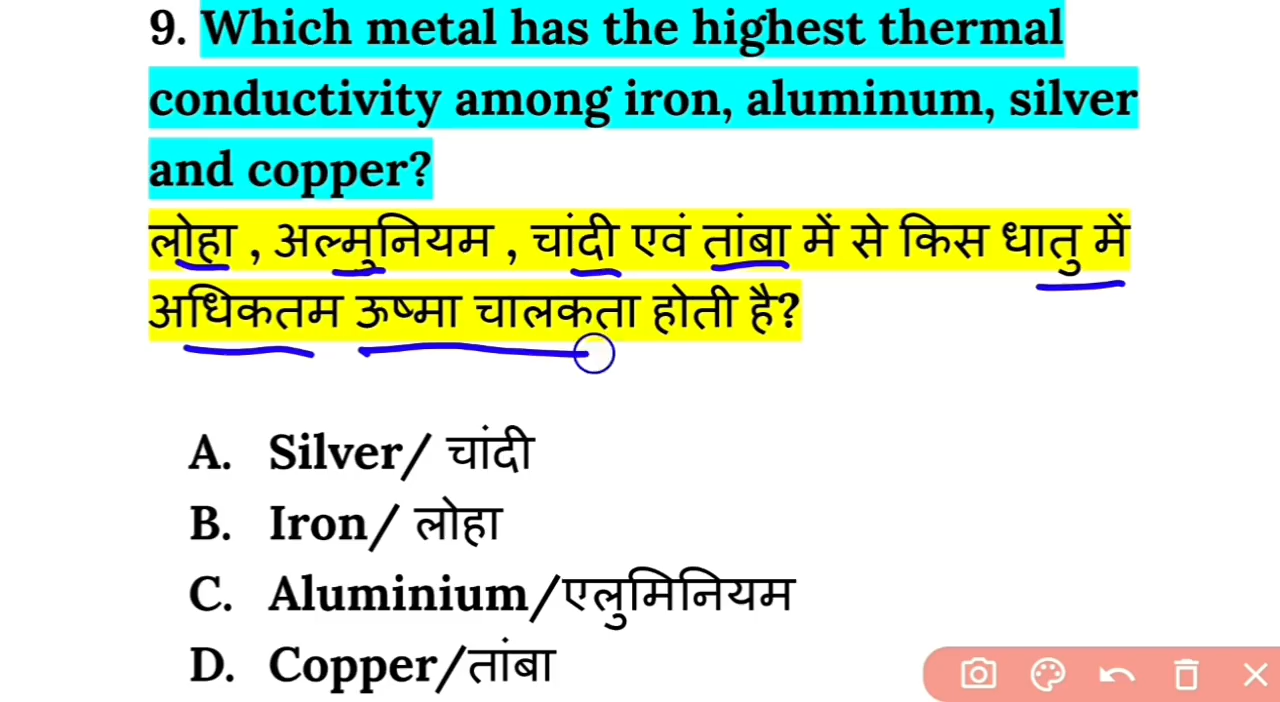 9. Which metal has the highest thermal
conductivity among iron, aluminum, silver
and copper?
लोहा , अल्मुनियम , चांदी एवं तांबा में से किस धातु में
अधिकतम ऊष्मा चालकता होती है?
A. Silver/ चांदी
B. Iron/ लोहा
C. Aluminium/एलुमिनियम
D. Copper/तांबा